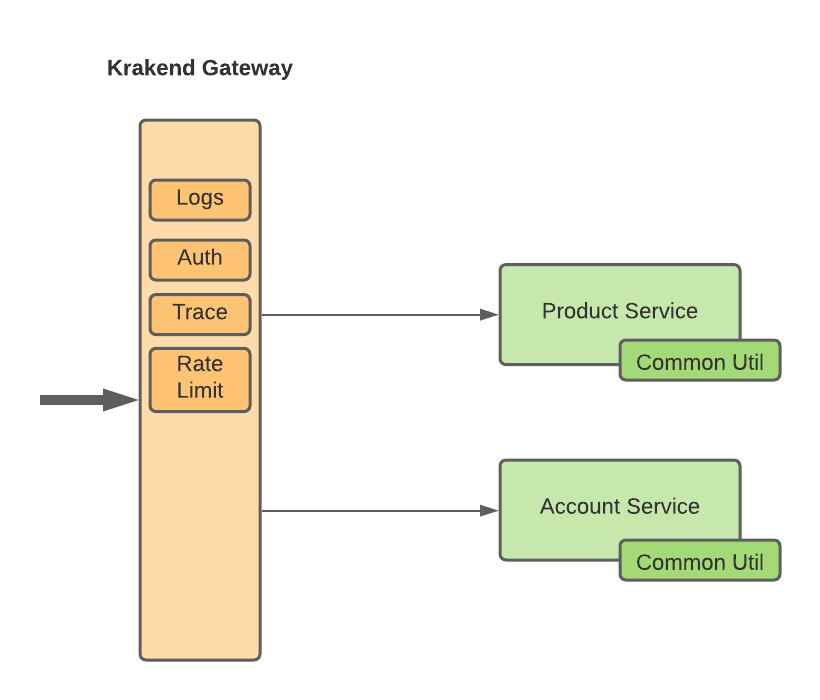 Krakend Gateway
Logs
Auth
Trace
Rate
Limit
Product Service
Common Util
Account Service
Common Util